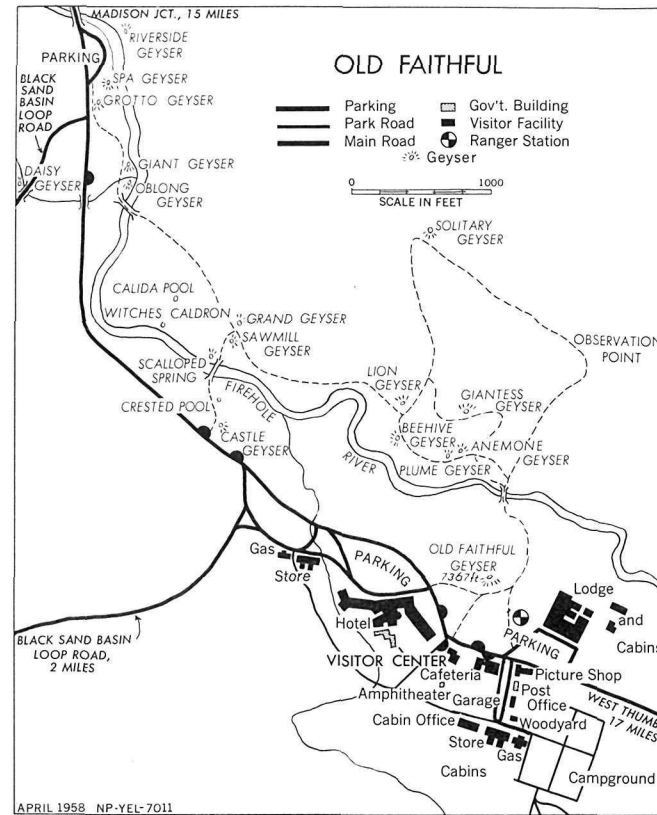 MADISON JCT., 15 MILES
RIVERSIDE
GEYSER
PARKING
OLD FAITHFUL
BLACK
SAND
BASIN
LOOP
ROAD
SPA GEYSER
GROTTO GEYSER
Parking
Park Road
Main Road
Gov't. Building
Visitor Facility
Ranger Station
Geyser
0 1000
SCALE IN FEET
DAISY
GEYSER
GIANT GEYSER
OBLONG
GEYSER
SOLITARY
GEYSER
CALIDA POOL
WITCHES CALDRON
GRAND GEYSER
SAWMILL
GEYSER
OBSERVATION
POINT
SCALLOPED
SPRING
FIREHOLE
RIVER
LION
GEYSER
GIANTESS
GEYSER
CRESTED POOL
CASTLE
GEYSER
BEEHIVE
GEYSER
ANEMONE
GEYSER
PLUME GEYSER
PARKING
OLD FAITHFUL
GEYSER
7367ft
Gas
Store
Lodge
and
Cabins
Hotel
PARKING
BLACK SAND BASIN
LOOP ROAD,
2 MILES
VISITOR CENTER
Cafeteria
Picture Shop
Amphitheater
Garage
Post
Office
WEST THUMB
17 MILES
Cabin Office
Woodyard
Store
Gas
Cabins
Campground
APRIL 1958 NP-YEL-7011